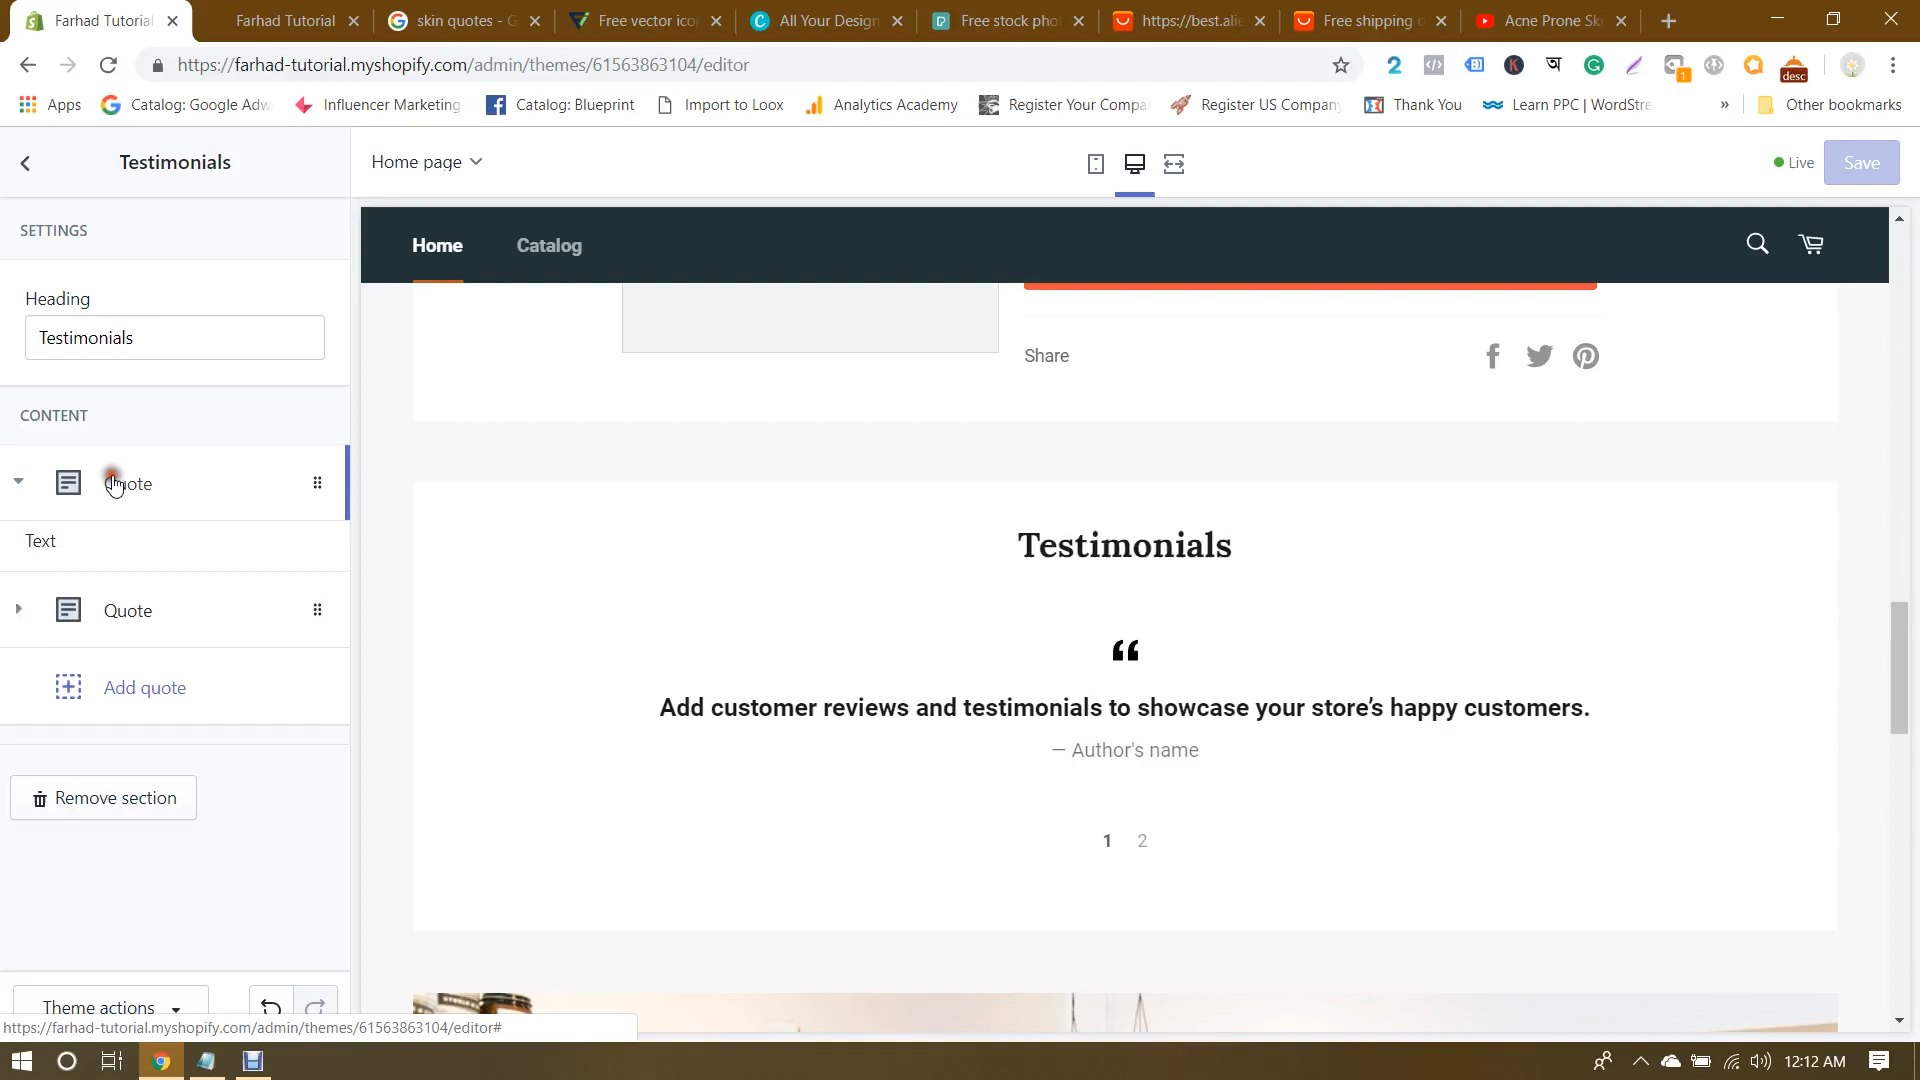 Farhad Tutorial
Farhad Tutorial
skin quotes - G
Free vector ico
All Your Design
Free stock pho
https://best.alie
Free shipping o
Acne Prone Ski
https://farhad-tutorial.myshopify.com/admin/themes/61563863104/editor
1
desc
Apps
Catalog: Google Adw
Influencer Marketing
Catalog: Blueprint
Import to Loox
Analytics Academy
Register Your Compa
Register US Company
Thank You
Learn PPC | WordStre
»
Other bookmarks
Testimonials
Home page
Live
Save
SETTINGS
Home
Catalog
Heading
Testimonials
Share
CONTENT
Quote
Text
Testimonials
Quote
“
Add quote
Add customer reviews and testimonials to showcase your store’s happy customers.
— Author's name
Remove section
1 2
Theme actions
https://farhad-tutorial.myshopify.com/admin/themes/61563863104/editor#
12:12 AM